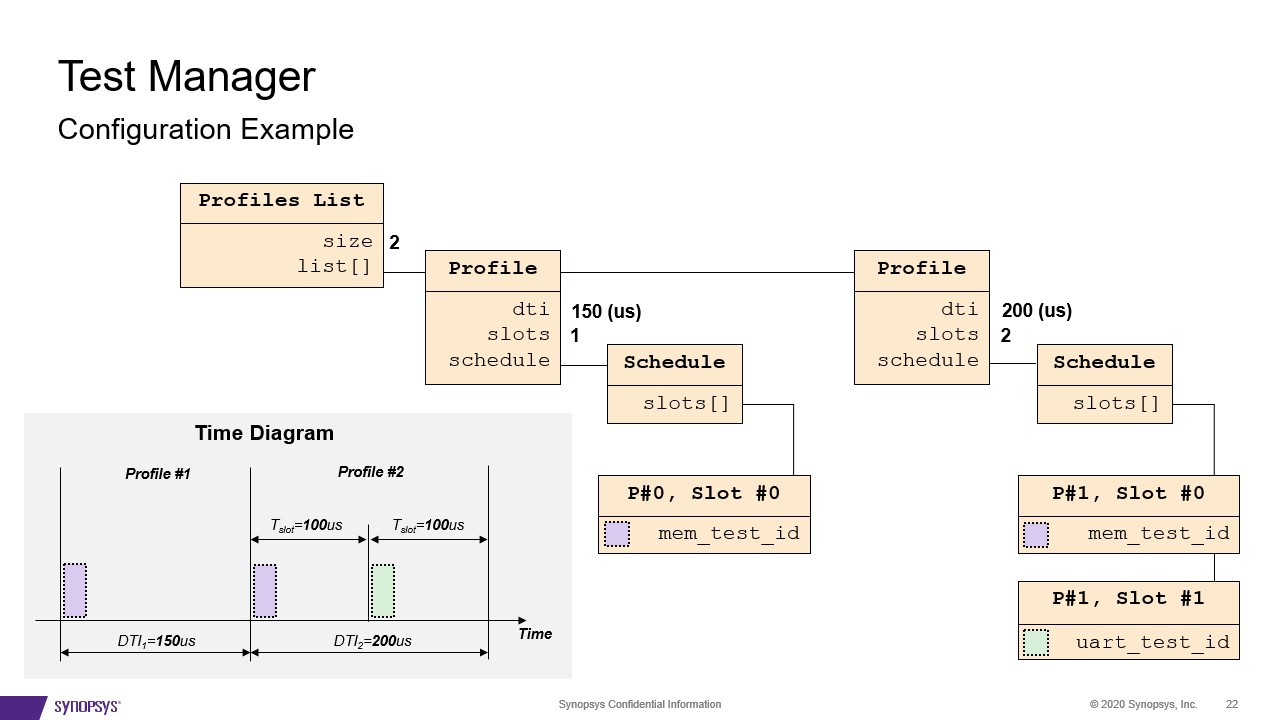 Test Manager
Configuration Example
Profiles List
size 2
list[]
Profile
dti 150 (us)
slots 1
schedule
Schedule
slots[]
P#0, Slot #0
mem_test_id
Profile
dti 200 (us)
slots 2
schedule
Schedule
slots[]
P#1, Slot #0
mem_test_id
P#1, Slot #1
uart_test_id
Time Diagram
Profile #1
Profile #2
Tslot=100us
Tslot=100us
DTI1=150us
DTI2=200us
Time
SYNOPSYS®
Synopsys Confidential Information
© 2020 Synopsys, Inc.
22